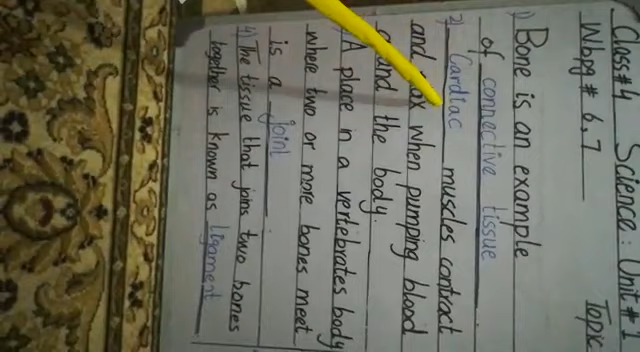 Class#4 Science: Unit #1
Wbpg # 6,7 Topic
1) Bone is an example
of connective tissue
2) Cardiac muscles contract
and when pumping blood
the body.
A place in a vertebrates body
where two or more bones meet
is a joint.
4) The tissue that joins two bones
together is known as ligament